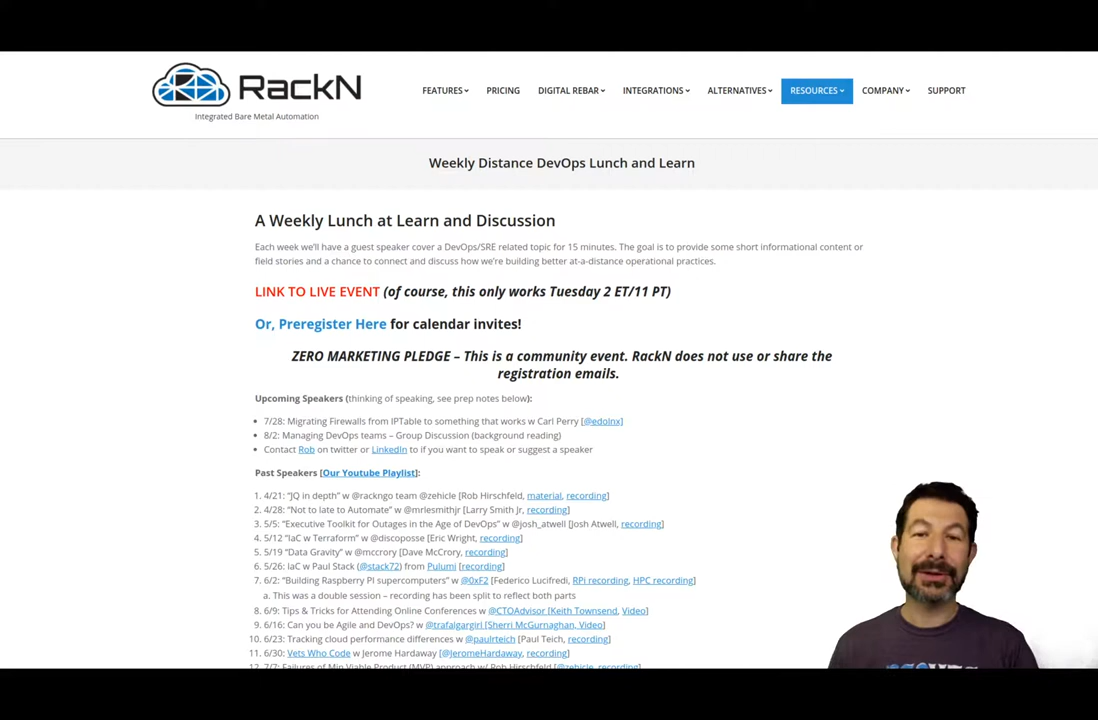 RackN
Integrated Bare Metal Automation
FEATURES PRICING DIGITAL REBAR INTEGRATIONS ALTERNATIVES RESOURCES COMPANY SUPPORT
Weekly Distance DevOps Lunch and Learn
A Weekly Lunch at Learn and Discussion
Each week we'll have a guest speaker cover a DevOps/SRE related topic for 15 minutes. The goal is to provide some short informational content or
field stories and a chance to connect and discuss how we're building better at-a-distance operational practices.
LINK TO LIVE EVENT (of course, this only works Tuesday 2 ET/11 PT)
Or, Preregister Here for calendar invites!
ZERO MARKETING PLEDGE – This is a community event. RackN does not use or share the
registration emails.
Upcoming Speakers (thinking of speaking, see prep notes below):
• 7/28: Migrating Firewalls from IPTable to something that works w Carl Perry [@edolnx]
• 8/2: Managing DevOps teams – Group Discussion (background reading)
• Contact Rob on twitter or LinkedIn to if you want to speak or suggest a speaker
Past Speakers [Our Youtube Playlist]:
1. 4/21: "JQ in depth" w @rackngo team @zehicle [Rob Hirschfeld, material, recording]
2. 4/28: "Not to late to Automate" w @mrlesmithjr [Larry Smith Jr, recording]
3. 5/5: "Executive Toolkit for Outages in the Age of DevOps" w @josh_atwell [Josh Atwell, recording]
4. 5/12 "IaC w Terraform" w @discoposse [Eric Wright, recording]
5. 5/19 "Data Gravity" w @mccrory [Dave McCrory, recording]
6. 5/26: IaC w Paul Stack (@stack72) from Pulumi [recording]
7. 6/2: "Building Raspberry PI supercomputers" w @0xF2 [Federico Lucifredi, RPi recording, HPC recording]
a. This was a double session – recording has been split to reflect both parts
8. 6/9: Tips & Tricks for Attending Online Conferences w @CTOAdvisor [Keith Townsend, Video]
9. 6/16: Can you be Agile and DevOps? w @trafalgargirl [Sherri McGurnaghan, Video]
10. 6/23: Tracking cloud performance differences w @paulrteich [Paul Teich, recording]
11. 6/30: Vets Who Code w Jerome Hardaway [@JeromeHardaway, recording]
12. 7/7: Failures of Min Viable Product (MVP) approach w/ Rob Hirschfeld [@zehicle, recording]